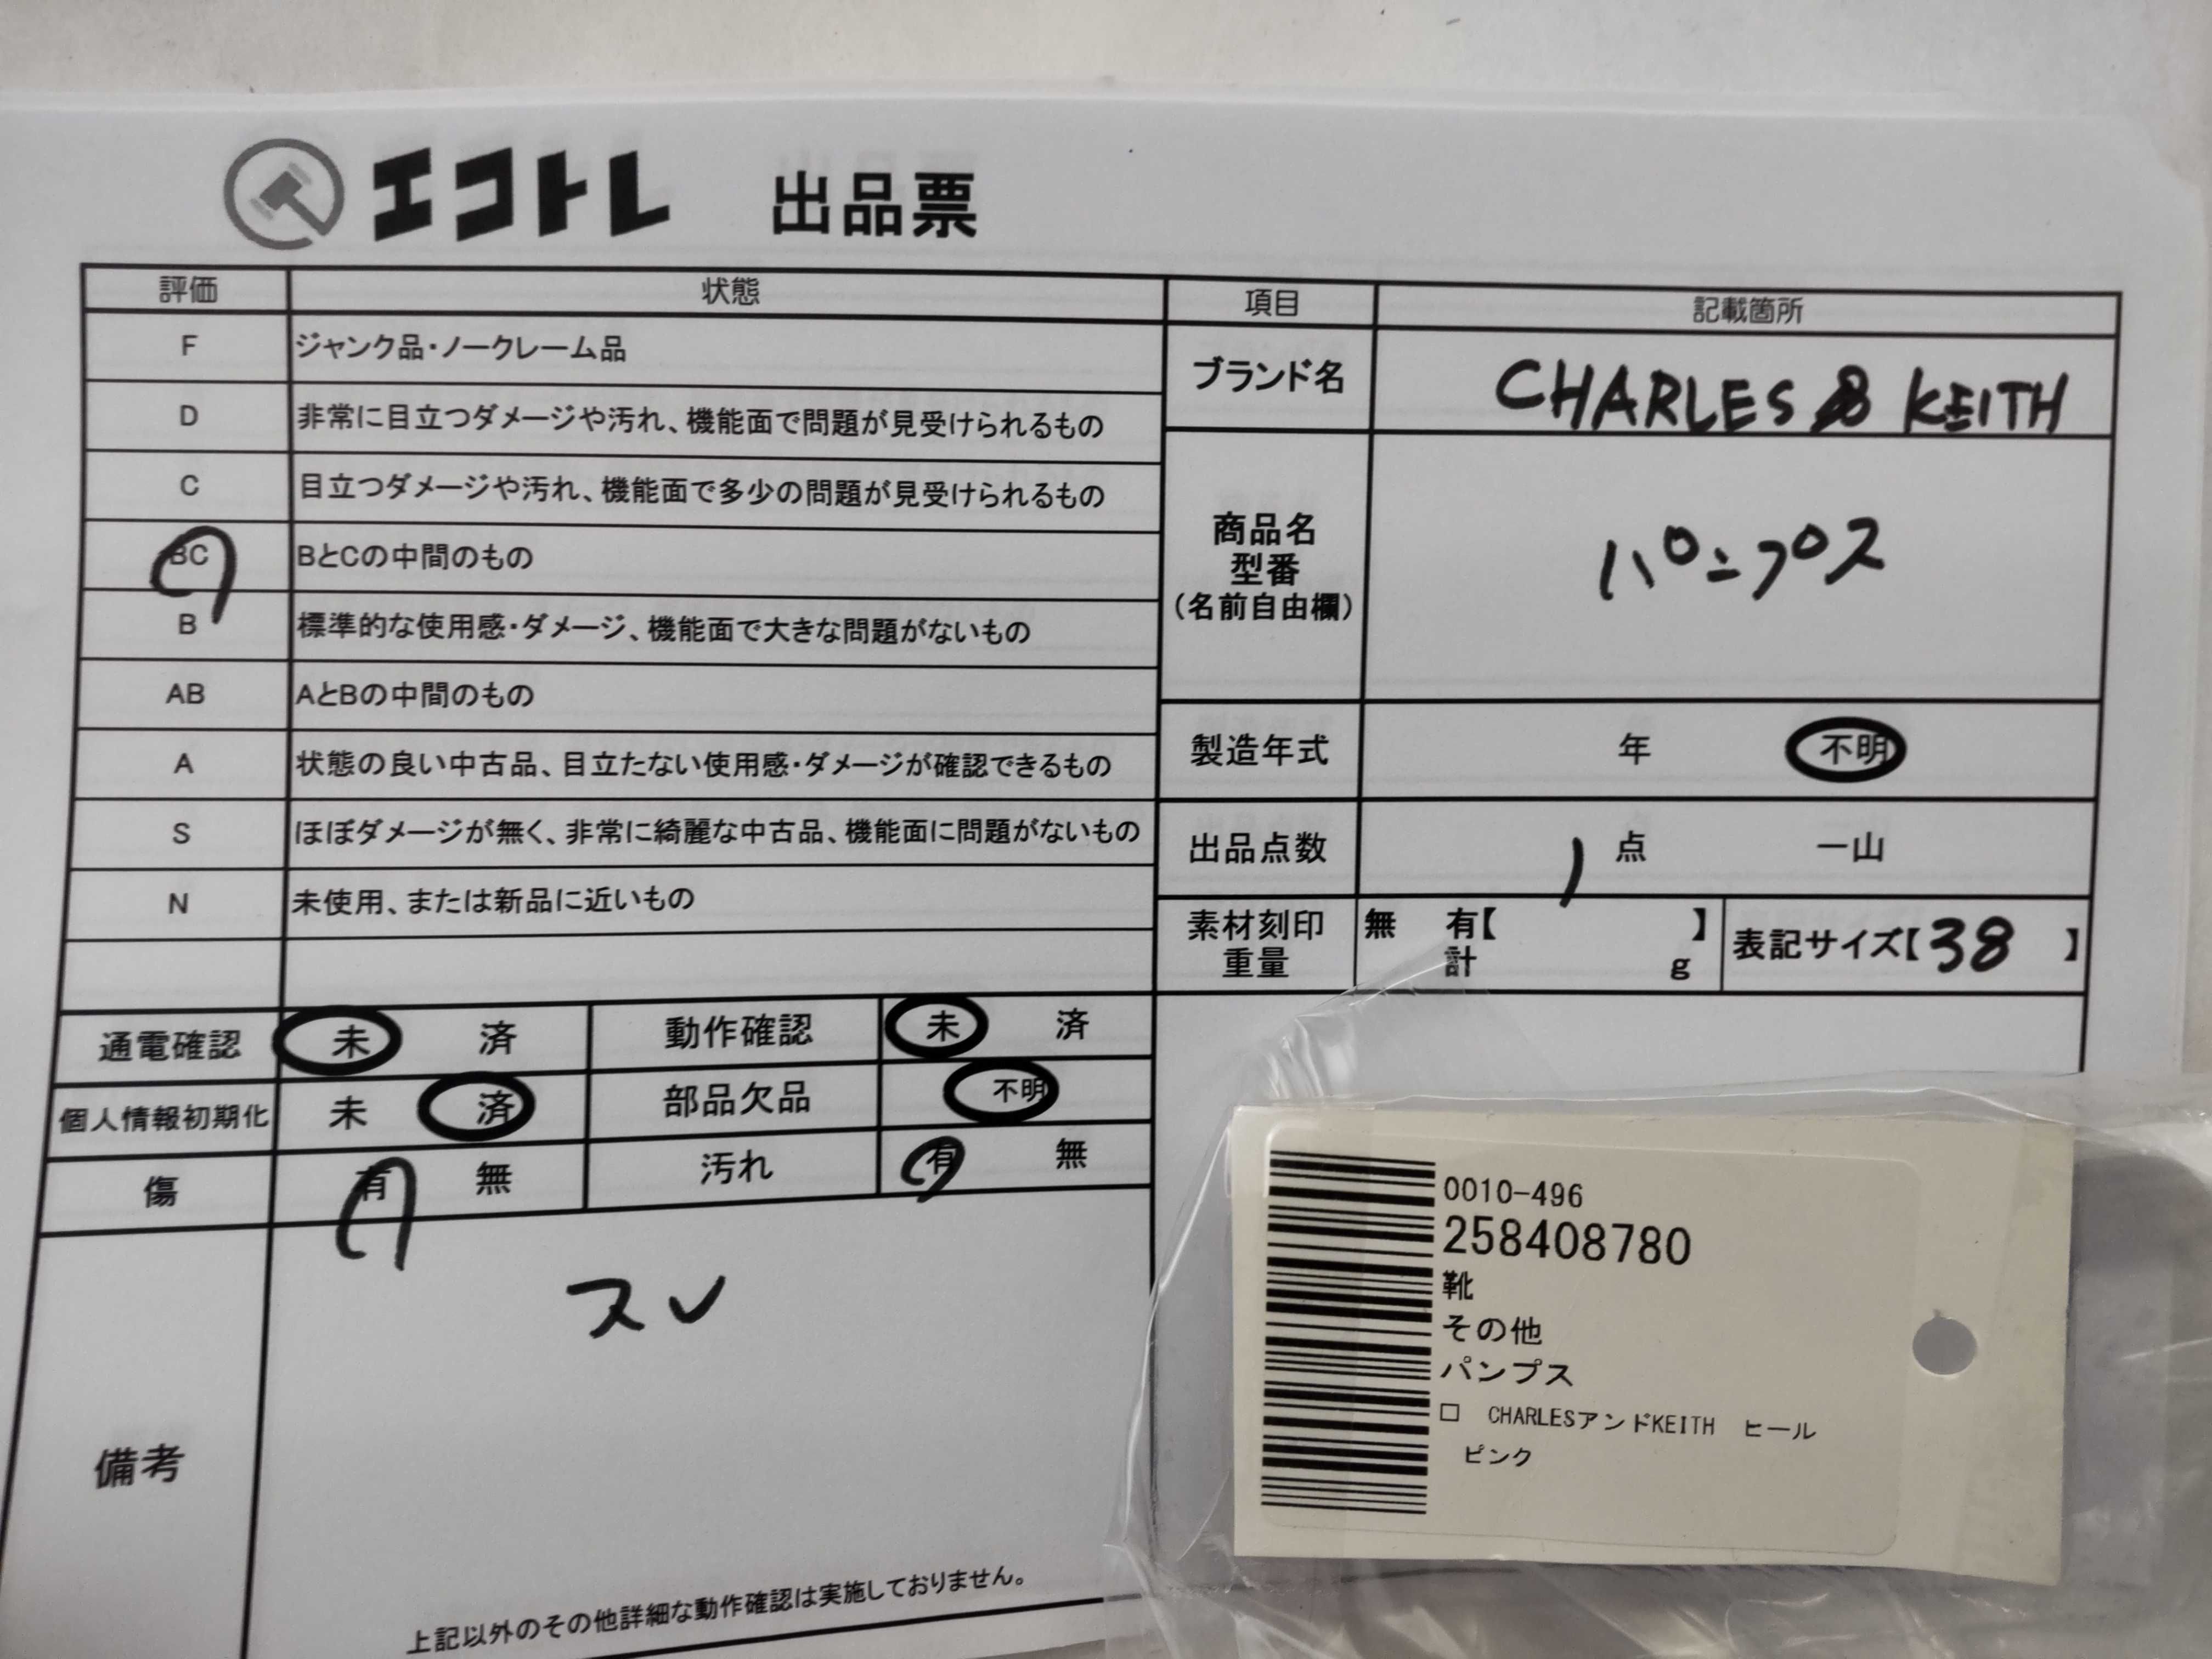 エコトレ 出品票
評価 状態
F ジャンク品・ノークレーム品
D 非常に目立つダメージや汚れ、機能面で問題が見受けられるもの
C 目立つダメージや汚れ、機能面で多少の問題が見受けられるもの
BC BとCの中間のもの
B 標準的な使用感・ダメージ、機能面で大きな問題がないもの
AB AとBの中間のもの
A 状態の良い中古品、目立たない使用感・ダメージが確認できるもの
S ほぼダメージが無く、非常に綺麗な中古品、機能面に問題がないもの
N 未使用、または新品に近いもの
項目 記載箇所
ブランド名 CHARLES & KEITH
商品名
型番
(名前自由欄)
パンプス
製造年式 年 不明
出品点数 1 点 一山
素材刻印 無 有【 】
重量 計 g
表記サイズ【38 】
通電確認 未 済 動作確認 未 済
個人情報初期化 未 済 部品欠品 不明
傷 有 無 汚れ 有 無
備考
スレ
上記以外のその他詳細な動作確認は実施しておりません。
0010-496
258408780
靴
その他
パンプス
□ CHARLESアンドKEITH ヒール
ピンク